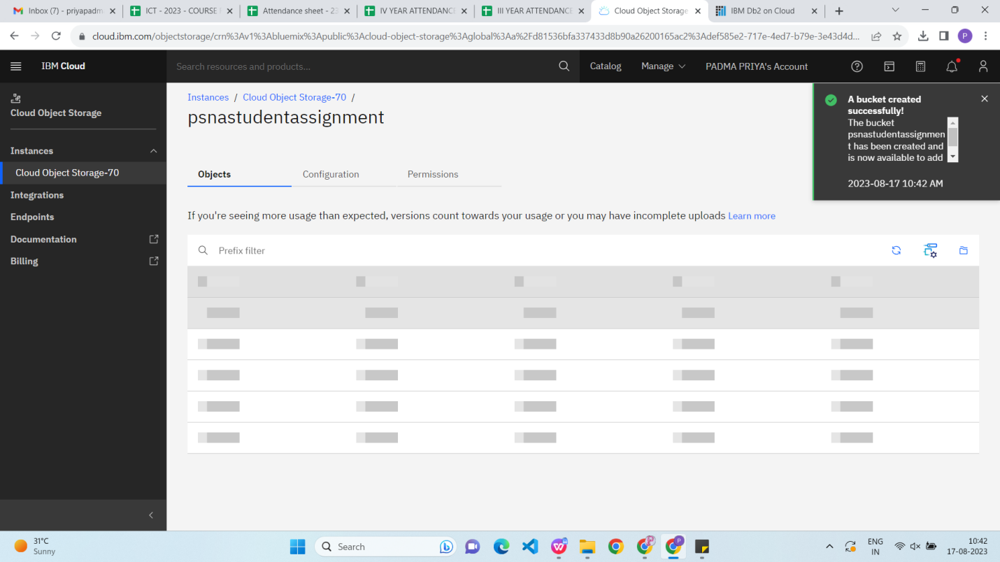 Inbox (7) - priyapadm
ICT - 2023 - COURSE
Attendance sheet - 23
IV YEAR ATTENDANCE
III YEAR ATTENDANCE
Cloud Object Storage
IBM Db2 on Cloud
cloud.ibm.com/objectstorage/crn%3Av1%3Abluemix%3Apublic%3Acloud-object-storage%3Aglobal%3Aa%2Fd81536bfa337433d8b90a26200165ac2%3Adef585e2-717e-4ed7-b79e-3e43d4d...
P
IBM Cloud
Search resources and products...
Catalog
Manage
PADMA PRIYA's Account
Cloud Object Storage
Instances
Cloud Object Storage-70
Integrations
Endpoints
Documentation
Billing
Instances / Cloud Object Storage-70 /
psnastudentassignment
Objects
Configuration
Permissions
If you're seeing more usage than expected, versions count towards your usage or you may have incomplete uploads Learn more
Prefix filter
A bucket created
successfully!
The bucket
psnastudentassignmen
t has been created and
is now available to add
2023-08-17 10:42 AM
31°C
Sunny
Search
ENG
IN
10:42
17-08-2023